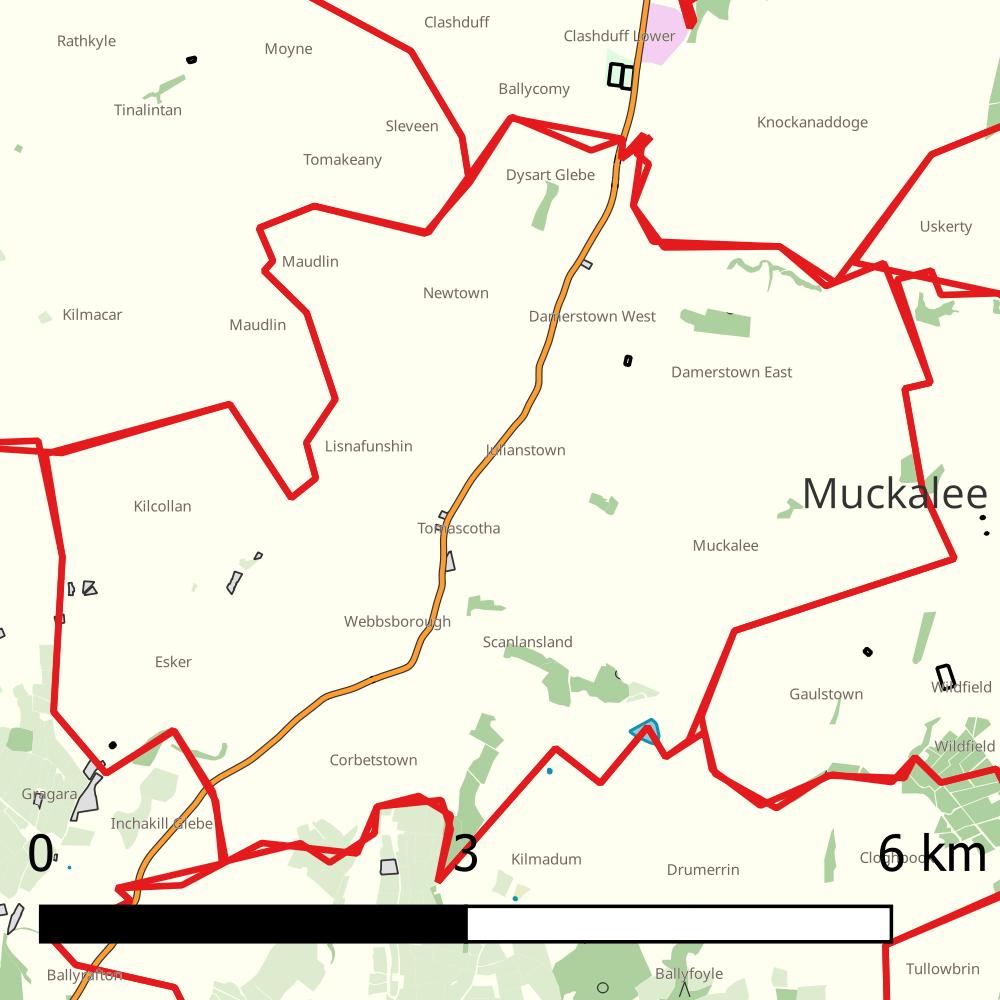 Clashduff
Clashduff Lower
Rathkyle
Moyne
Ballycomy
Tinalintan
Sleveen
Knockanaddoge
Tomakeany
Dysart Glebe
Uskerty
Maudlin
Newtown
Kilmacar
Damerstown West
Maudlin
Damerstown East
Lisnafunshin
Julianstown
Muckalee
Kilcollan
Tomascotha
Muckalee
Webbsborough
Scanlansland
Esker
Gaulstown
Wildfield
Wildfield
Corbetstown
Gragara
Inchakill Glebe
0
3
6 km
Kilmadum
Cloghpook
Drumerrin
Ballyrafton
Ballyfoyle
Tullowbrin